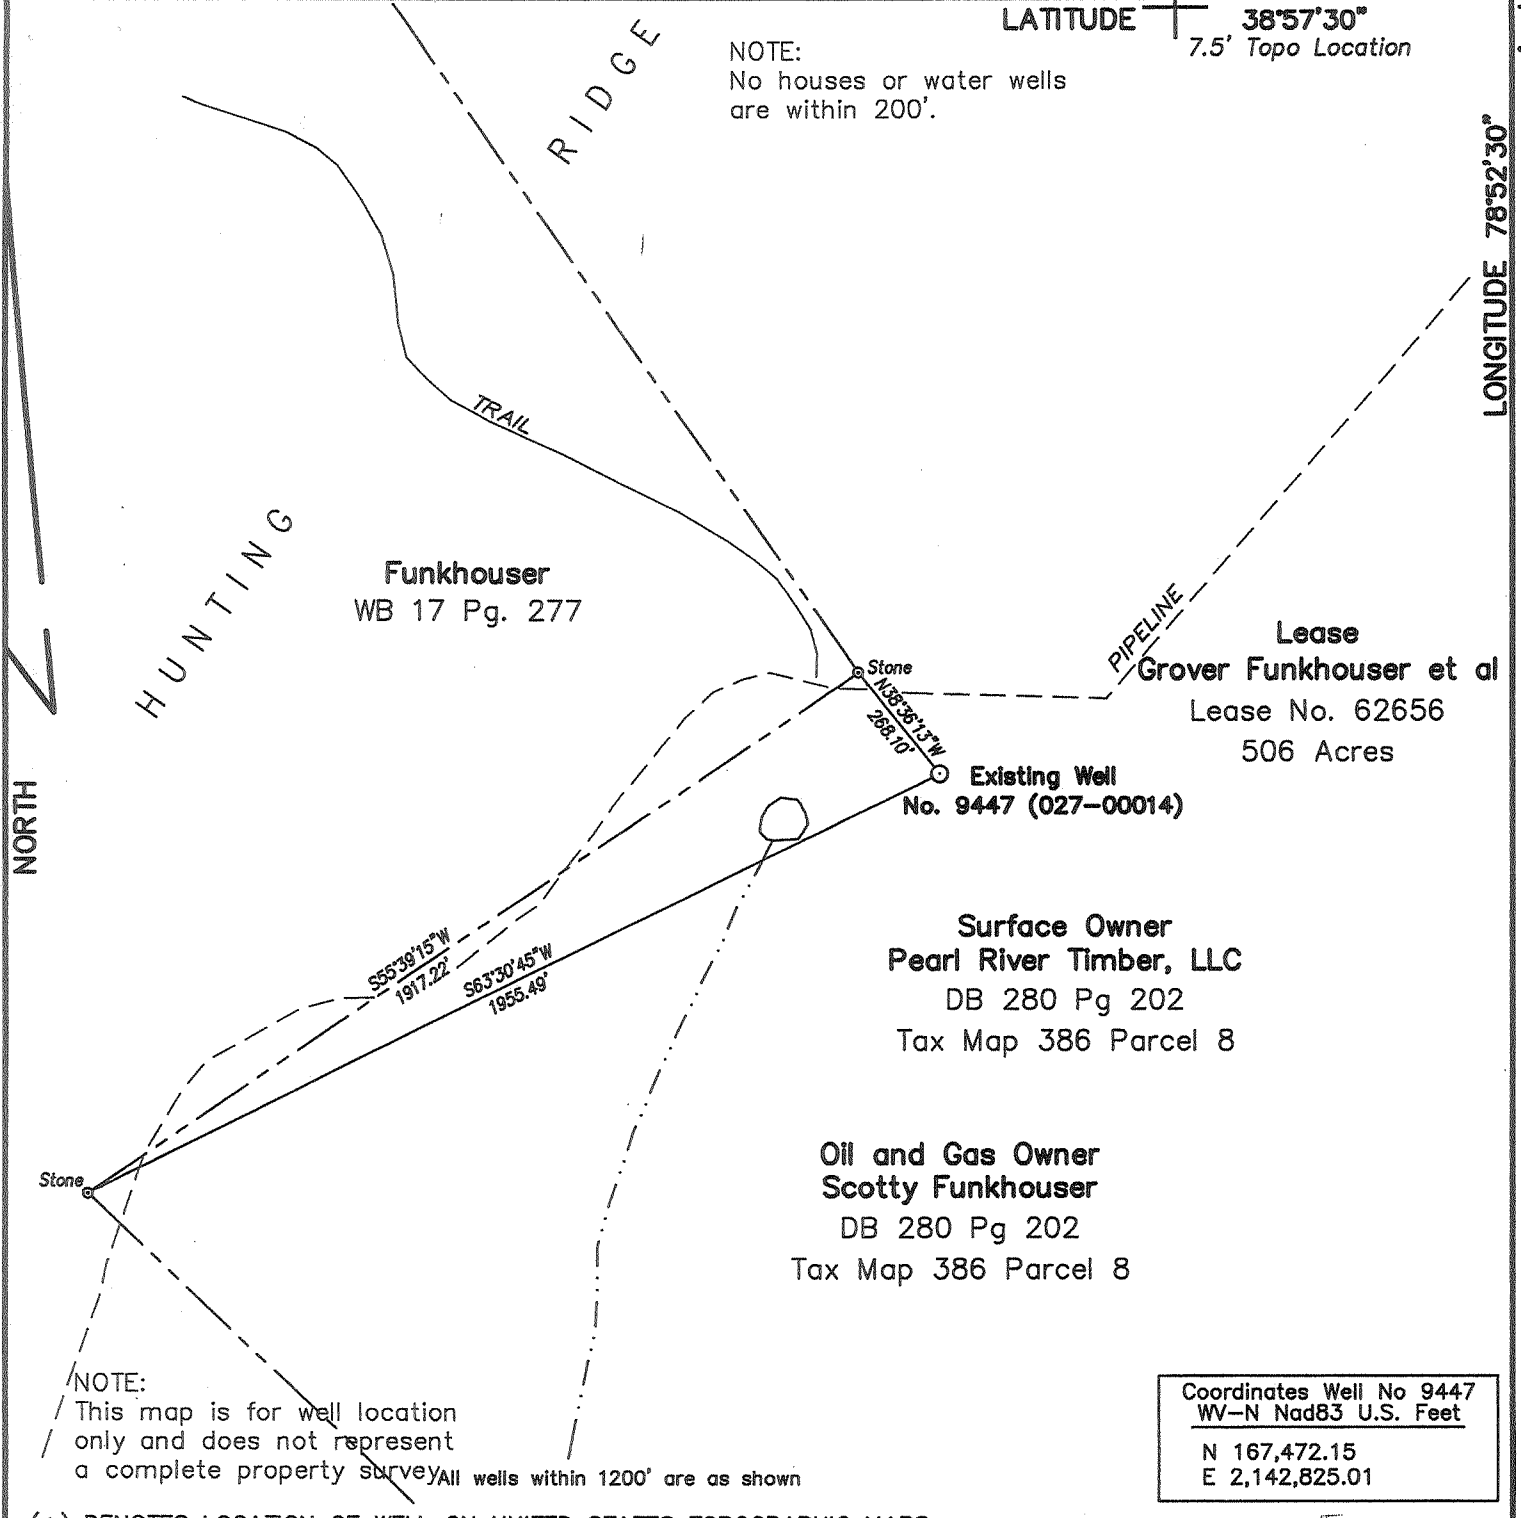 LATITUDE 38°57'30"
7.5' Topo Location
NOTE:
No houses or water wells
are within 200'.
RIDGE
LONGITUDE 78°52'30"
TRAIL
HUNTING
Funkhouser
WB 17 Pg. 277
PIPELINE
Lease
Grover Funkhouser et al
Lease No. 62656
506 Acres
Stone
N38°36'13"W
268.10'
Existing Well
No. 9447 (027-00014)
NORTH
Surface Owner
Pearl River Timber, LLC
DB 280 Pg 202
Tax Map 386 Parcel 8
S55°39'15"W
1917.22'
S63°30'45"W
1955.49'
Oil and Gas Owner
Scotty Funkhouser
DB 280 Pg 202
Tax Map 386 Parcel 8
Stone
NOTE:
This map is for well location
only and does not represent
a complete property survey
All wells within 1200' are as shown
Coordinates Well No 9447
WV-N Nad83 U.S. Feet
N 167,472.15
E 2,142,825.01